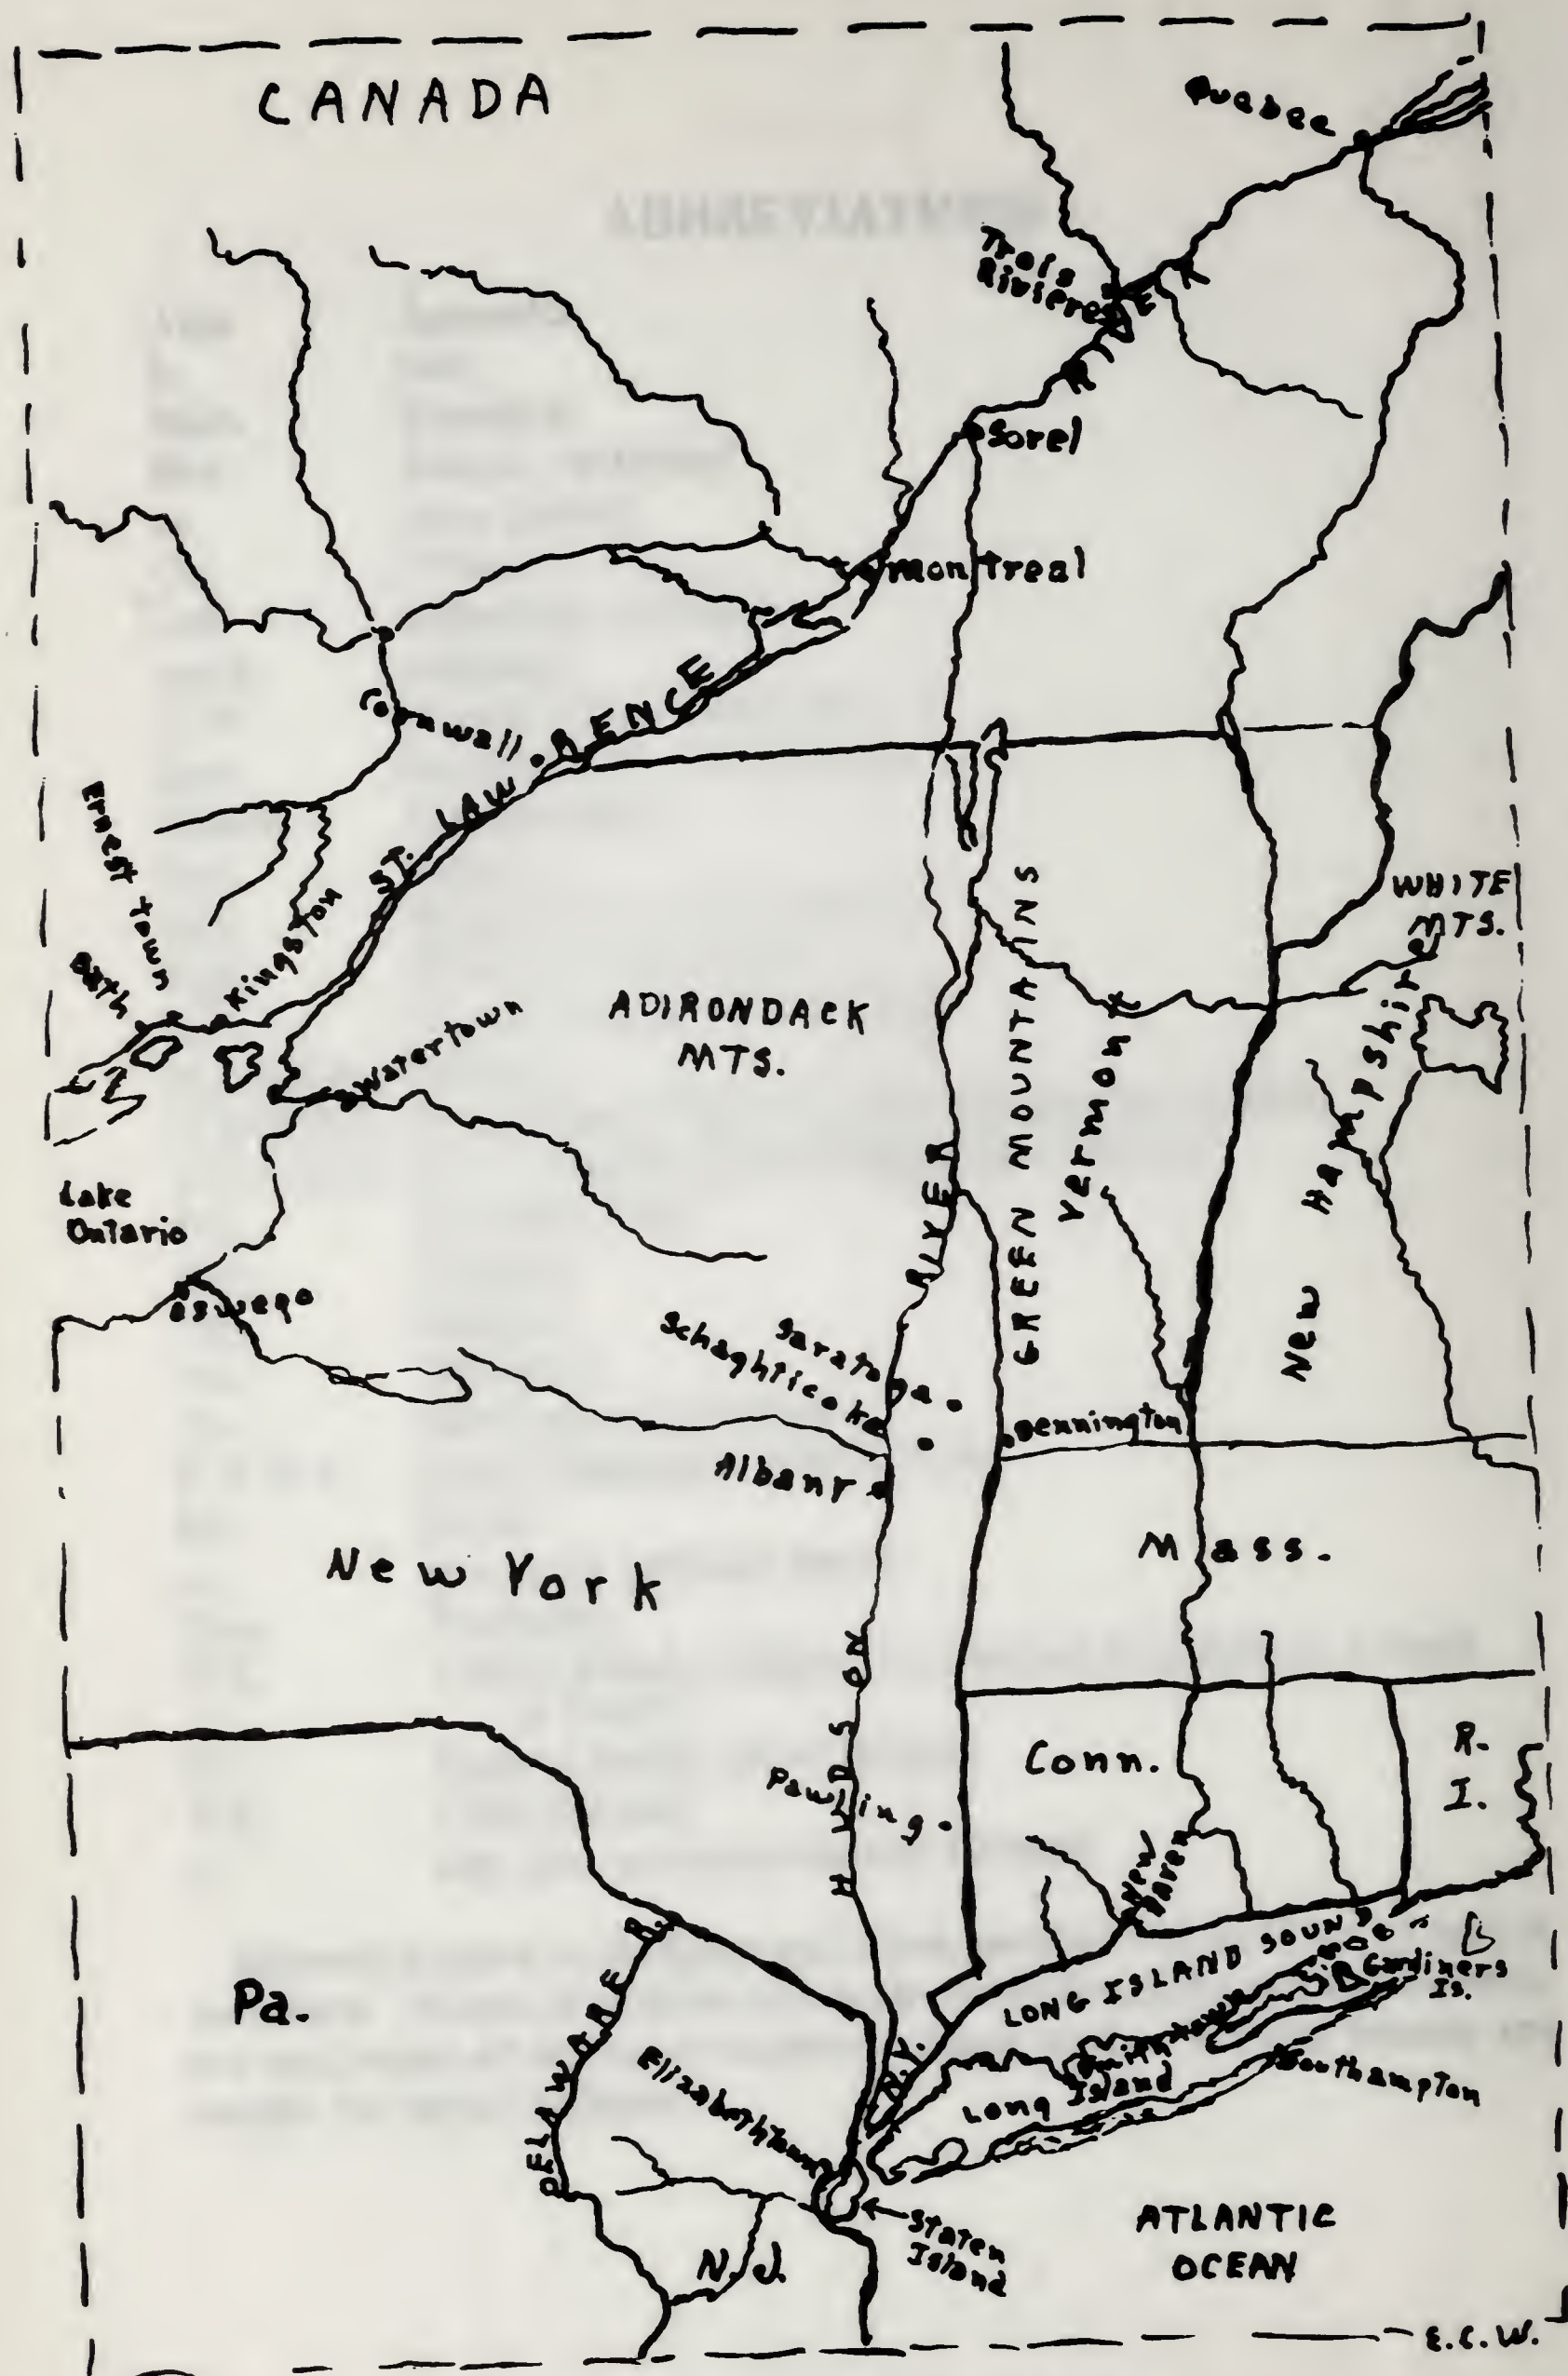 CANADA
Quebec
Trois
Rivieres
RIVER
Sorel
Montreal
Cornwall
ST. LAWRENCE
Ernest town
Bath
Kingston
WHITE
MTS.
Watertown
ADIRONDACK
MTS.
GREEN MOUNTAINS
Vermont
New Hampshire
Lake
Ontario
Oswego
Saratoga
Schaghticoke
Bennington
Albany
HUDSON RIVER
New York
Mass.
Conn.
R.
I.
Pawling
New
Haven
DELAWARE R.
Pa.
LONG ISLAND SOUND
Gardiners
Is.
N.Y.
Smithtown
Long Island
Southampton
Elizabethtown
Staten
Island
N.J.
ATLANTIC
OCEAN
E.C.W.